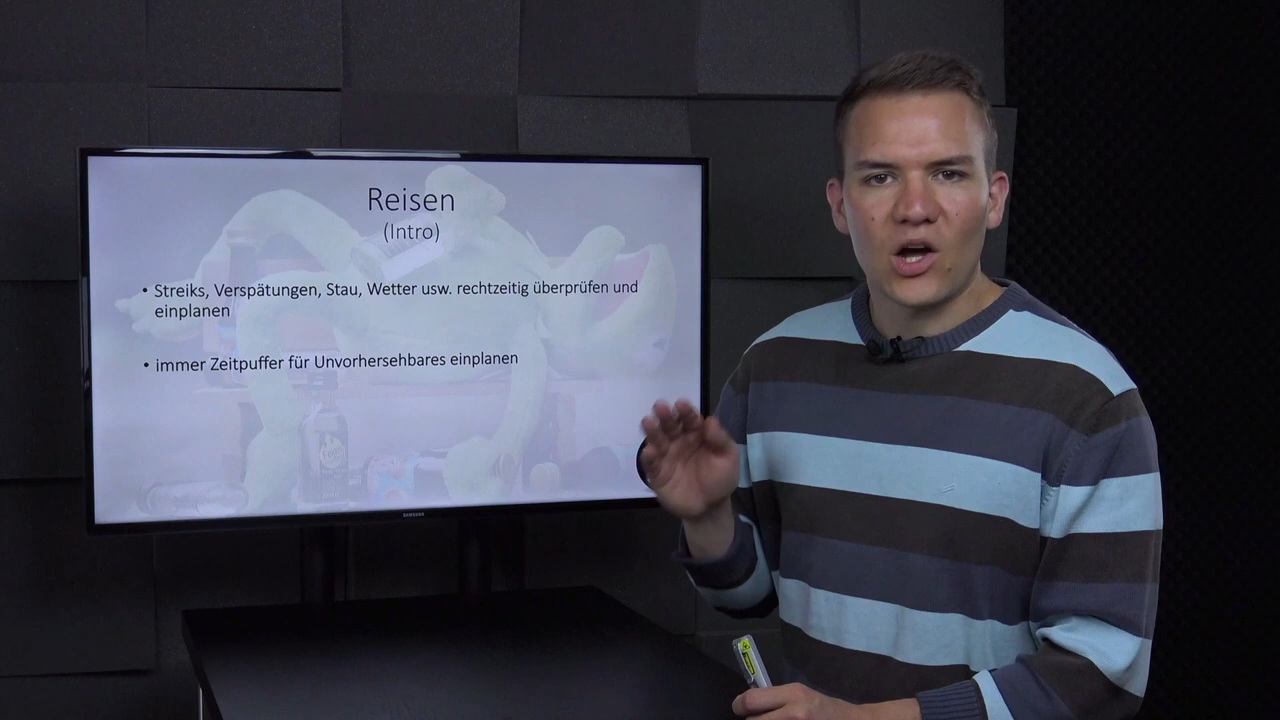 Reisen
(Intro)
• Streiks, Verspätungen, Stau, Wetter usw. rechtzeitig überprüfen und
einplanen
• immer Zeitpuffer für Unvorhersehbares einplanen
SAMSUNG